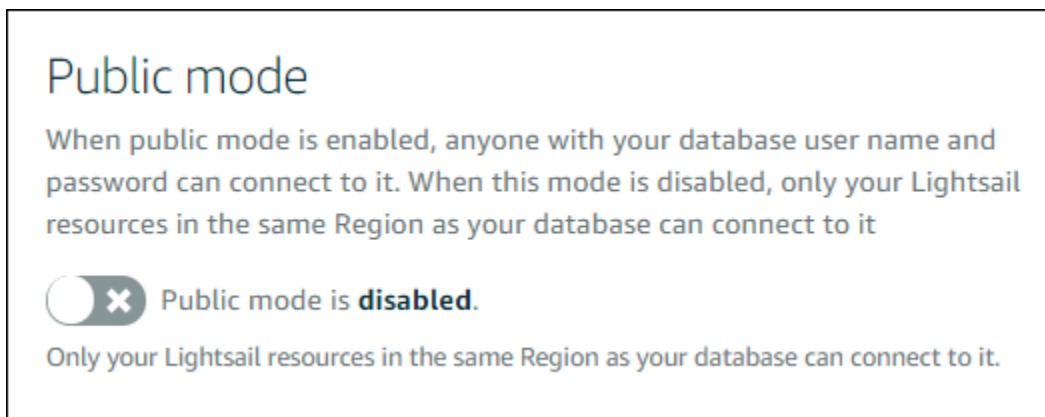 Public mode
When public mode is enabled, anyone with your database user name and
password can connect to it. When this mode is disabled, only your Lightsail
resources in the same Region as your database can connect to it
Public mode is disabled.
Only your Lightsail resources in the same Region as your database can connect to it.